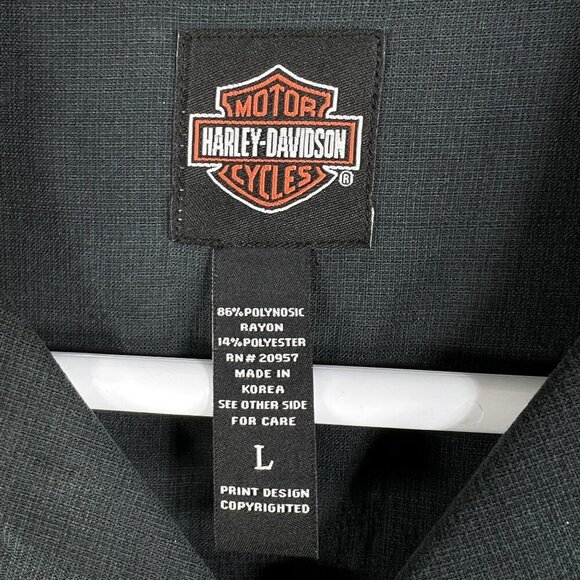 MOTOR
HARLEY-DAVIDSON
CYCLES
®
86%POLYNOSIC
RAYON
14%POLYESTER
RN# 20957
MADE IN
KOREA
SEE OTHER SIDE
FOR CARE
L
PRINT DESIGN
COPYRIGHTED